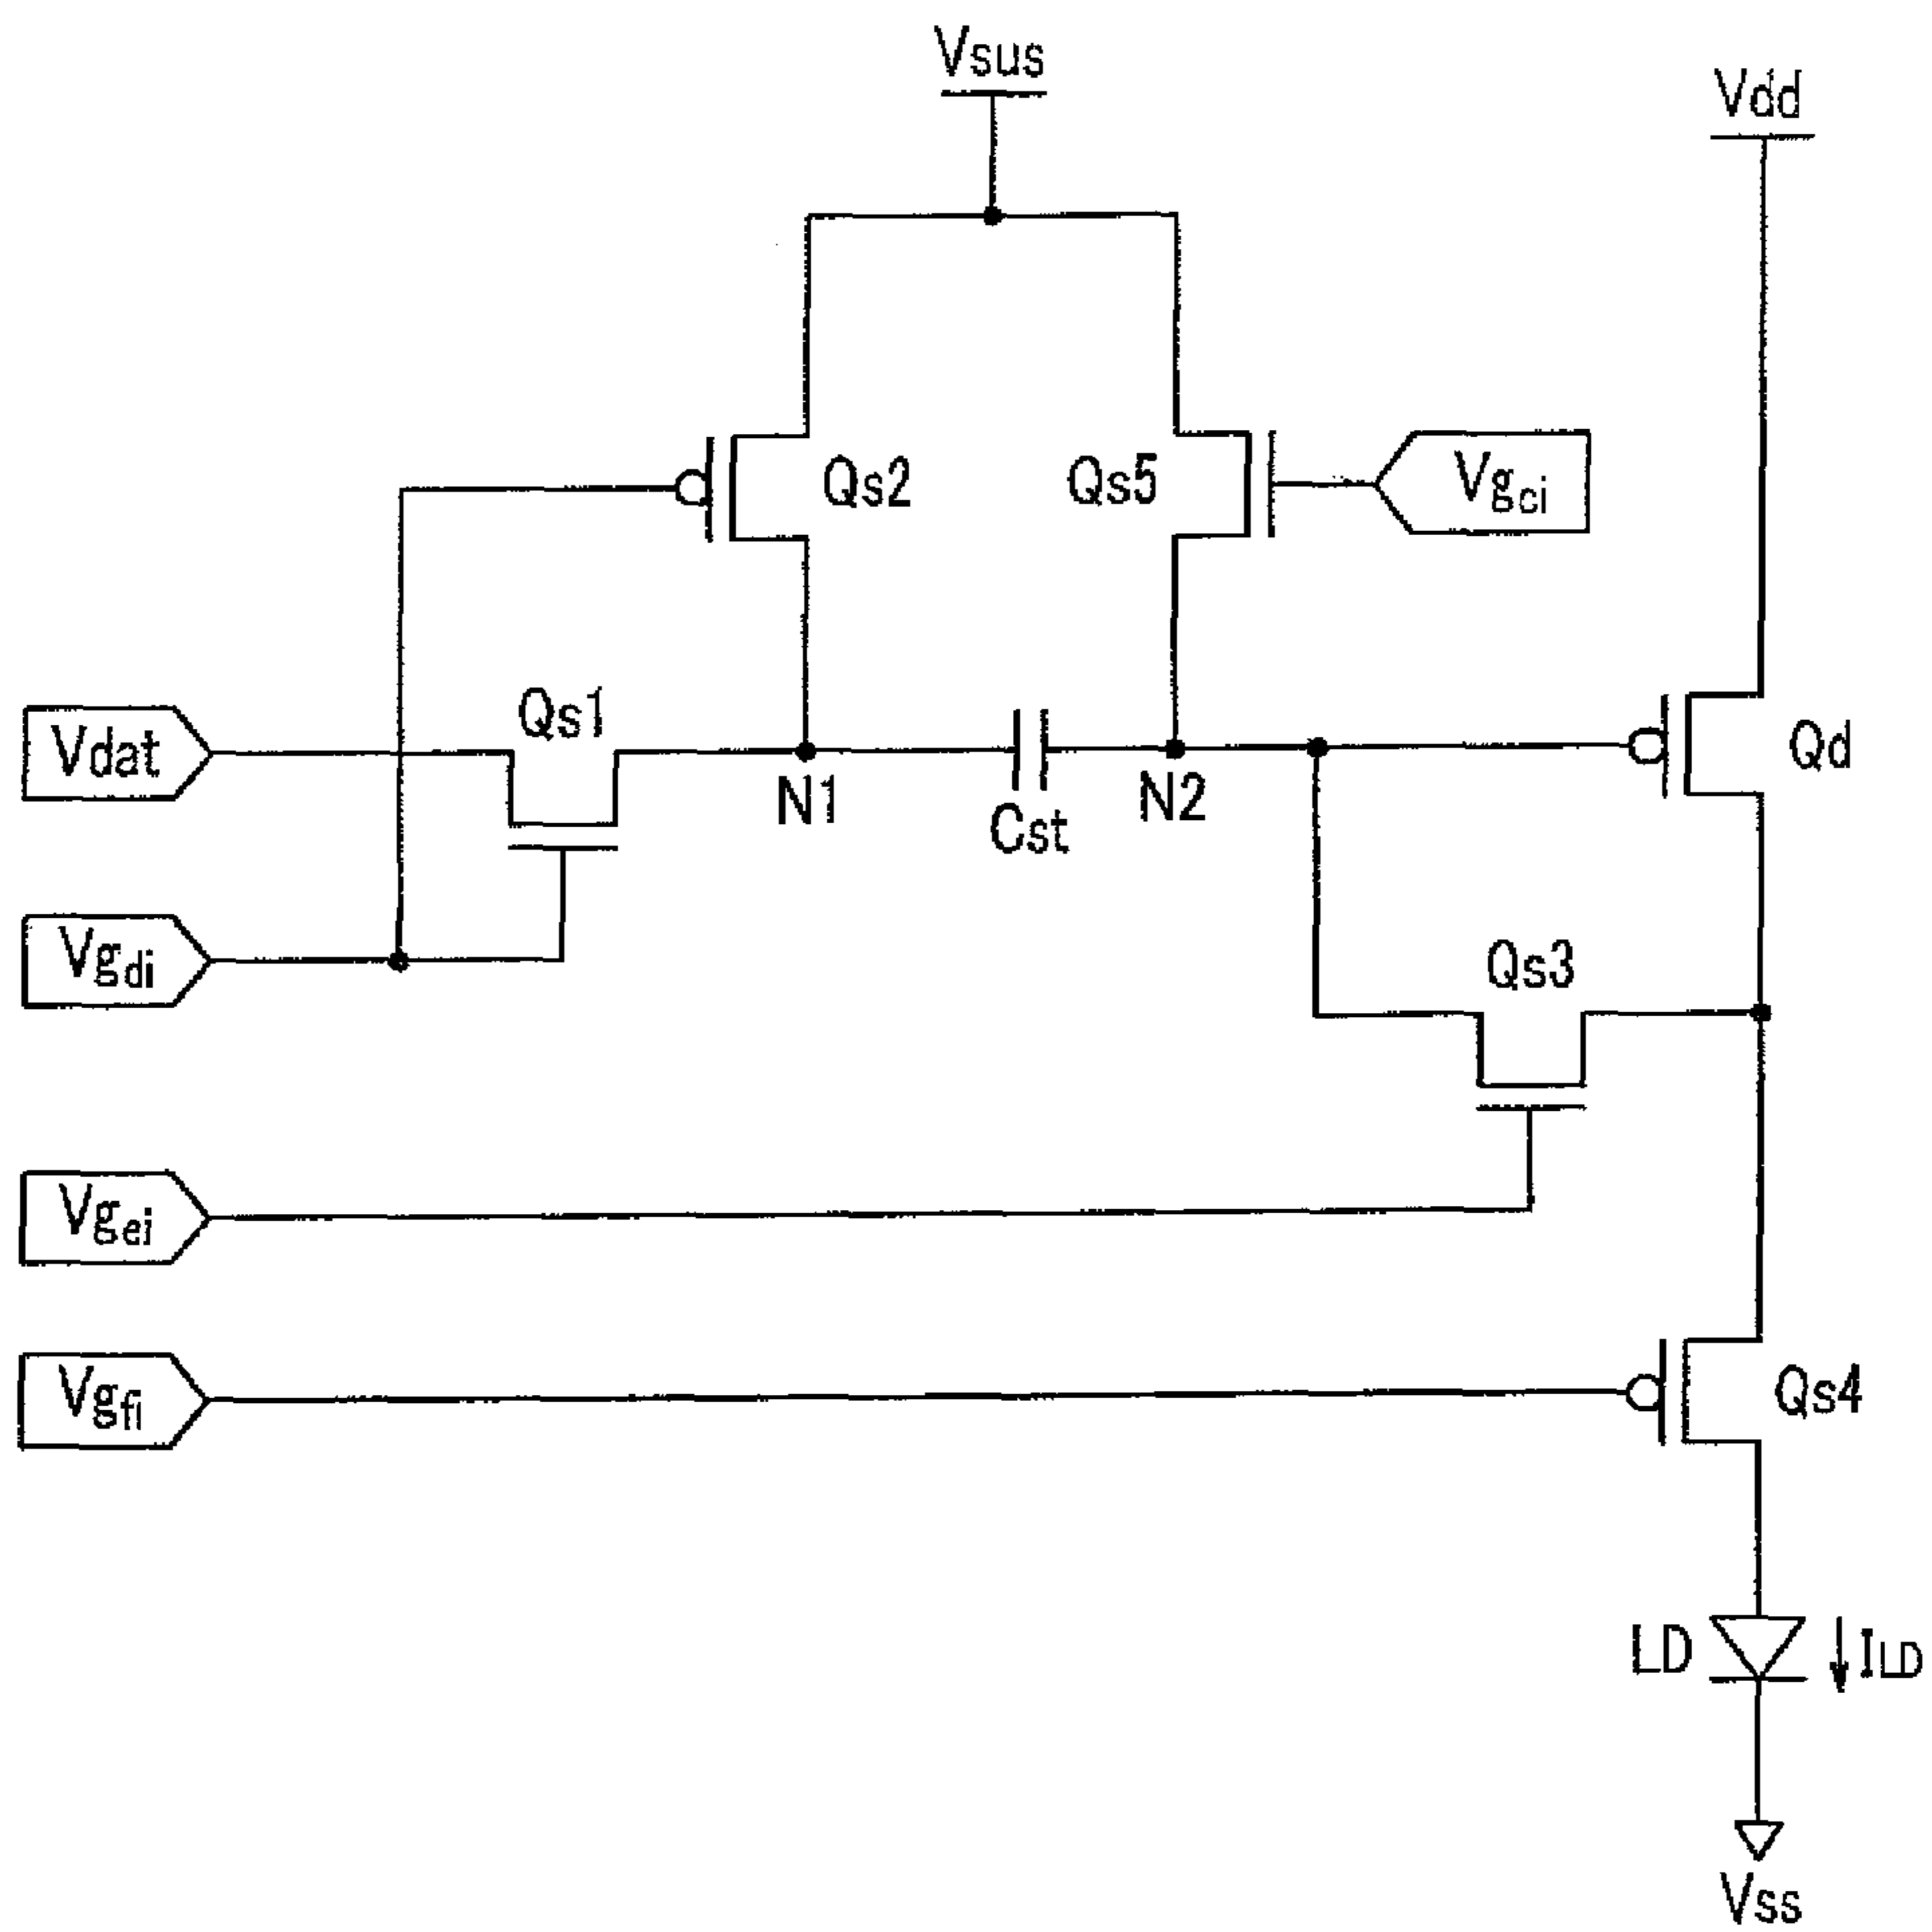 Vsus
Vdd
Qs2
Qs5
Vgci
Vdat
Qs1
N1
Cst
N2
Qd
Vgdi
Qs3
Vgei
Vgfi
Qs4
LD
ILD
Vss